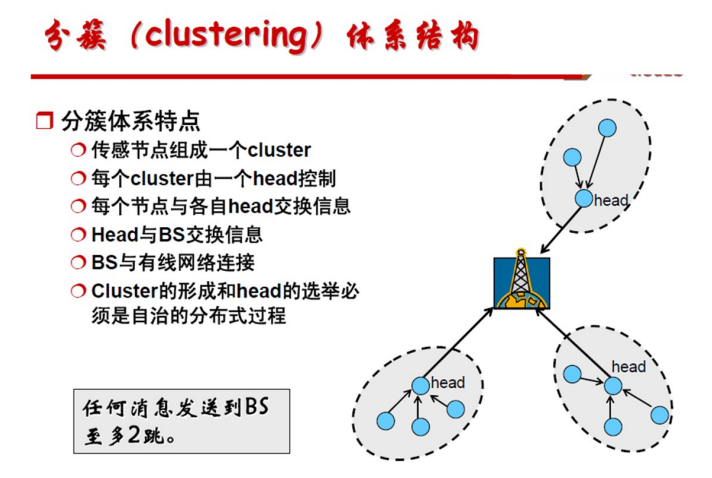 分簇（clustering）体系结构
分簇体系特点
传感节点组成一个cluster
每个cluster由一个head控制
每个节点与各自head交换信息
Head与BS交换信息
BS与有线网络连接
Cluster的形成和head的选举必
须是自治的分布式过程
任何消息发送到BS
至多2跳。
head
head
head